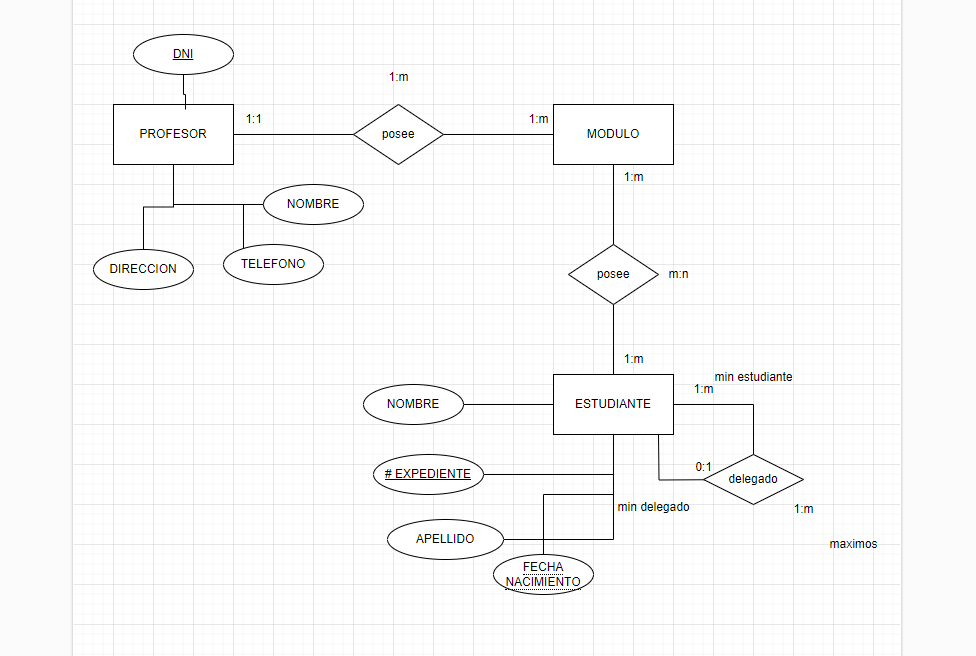 DNI
1:m
1:1
1:m
PROFESOR
posee
MODULO
1:m
NOMBRE
DIRECCION
TELEFONO
posee
m:n
1:m
min estudiante
1:m
NOMBRE
ESTUDIANTE
0:1
# EXPEDIENTE
delegado
min delegado
1:m
APELLIDO
maximos
FECHA
NACIMIENTO